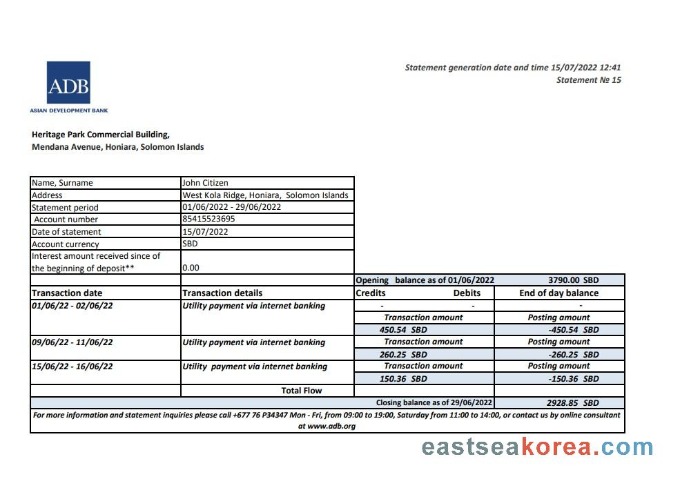 Statement generation date and time 15/07/2022 12:41
Statement № 15
ADB
ASIAN DEVELOPMENT BANK
Heritage Park Commercial Building,
Mendana Avenue, Honiara, Solomon Islands
Name, Surname John Citizen
Address West Kola Ridge, Honiara, Solomon Islands
Statement period 01/06/2022 - 29/06/2022
Account number 85415523695
Date of statement 15/07/2022
Account currency SBD
Interest amount received since of
the beginning of deposit** 0.00
Opening balance as of 01/06/2022 3790.00 SBD
Transaction date Transaction details Credits Debits End of day balance
01/06/22 - 02/06/22 Utility payment via internet banking - - -
Transaction amount Posting amount
450.54 SBD -450.54 SBD
09/06/22 - 11/06/22 Utility payment via internet banking Transaction amount Posting amount
260.25 SBD -260.25 SBD
15/06/22 - 16/06/22 Utility payment via internet banking Transaction amount Posting amount
150.36 SBD -150.36 SBD
Total Flow
Closing balance as of 29/06/2022 2928.85 SBD
For more information and statement inquiries please call +677 76 P34347 Mon - Fri, from 09:00 to 19:00, Saturday from 11:00 to 14:00, or contact us by online consultant
at www.adb.org
eastseakorea.com